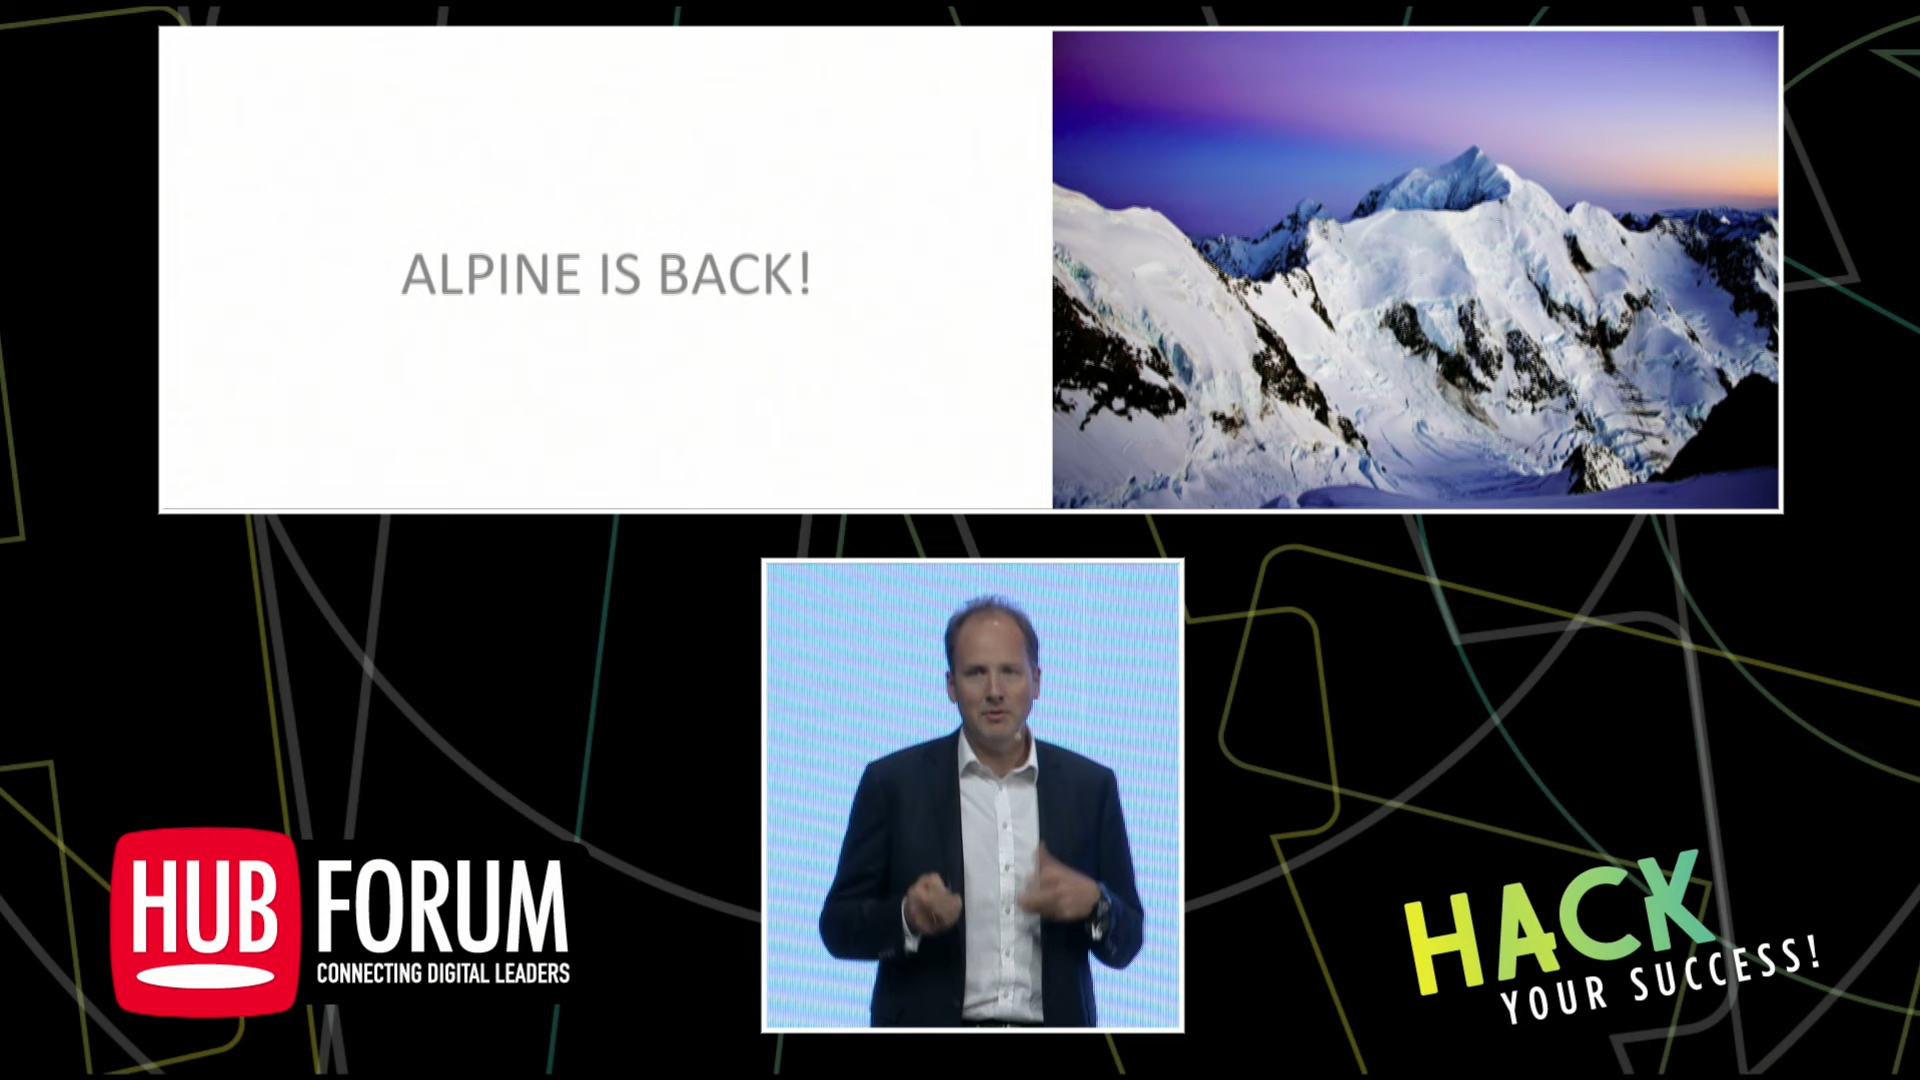 ALPINE IS BACK!
HUB FORUM
CONNECTING DIGITAL LEADERS
HACK
YOUR SUCCESS!